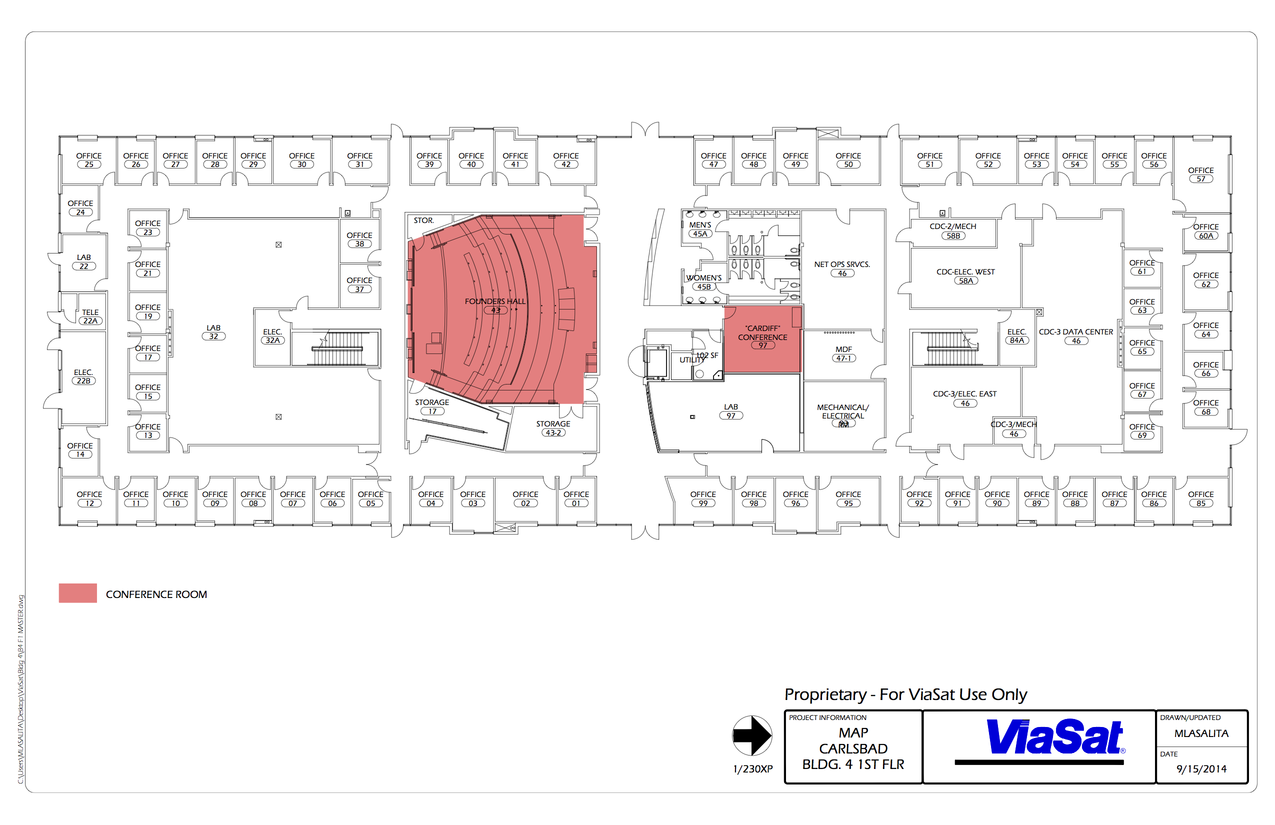 OFFICE
25
OFFICE
26
OFFICE
27
OFFICE
28
OFFICE
29
OFFICE
30
OFFICE
31
OFFICE
39
OFFICE
40
OFFICE
41
OFFICE
42
OFFICE
47
OFFICE
48
OFFICE
49
OFFICE
50
OFFICE
51
OFFICE
52
OFFICE
53
OFFICE
54
OFFICE
55
OFFICE
56
OFFICE
57
OFFICE
24
OFFICE
23
STOR.
MEN'S
45A
CDC-2/MECH
58B
OFFICE
60A
OFFICE
38
LAB
22
OFFICE
21
NET OPS SRVCS.
46
CDC-ELEC. WEST
58A
OFFICE
61
OFFICE
62
OFFICE
37
WOMEN'S
45B
TELE
22A
OFFICE
19
FOUNDERS HALL
43
OFFICE
63
LAB
32
ELEC.
32A
"CARDIFF"
CONFERENCE
97
ELEC.
84A
CDC-3 DATA CENTER
46
OFFICE
64
OFFICE
17
UTILITY
102 SF
MDF
47-1
OFFICE
65
ELEC.
22B
OFFICE
66
OFFICE
15
OFFICE
67
STORAGE
17
LAB
97
MECHANICAL/
ELECTRICAL
CDC-3/ELEC. EAST
46
OFFICE
68
OFFICE
13
STORAGE
43-2
CDC-3/MECH
46
OFFICE
69
OFFICE
14
OFFICE
12
OFFICE
11
OFFICE
10
OFFICE
09
OFFICE
08
OFFICE
07
OFFICE
06
OFFICE
05
OFFICE
04
OFFICE
03
OFFICE
02
OFFICE
01
OFFICE
99
OFFICE
98
OFFICE
96
OFFICE
95
OFFICE
92
OFFICE
91
OFFICE
90
OFFICE
89
OFFICE
88
OFFICE
87
OFFICE
86
OFFICE
85
CONFERENCE ROOM
C:\Users\MLASALITA\Desktop\ViaSat\Bldg 4\B4 F1 MASTER.dwg
Proprietary - For ViaSat Use Only
1/230XP
PROJECT INFORMATION
MAP
CARLSBAD
BLDG. 4 1ST FLR
ViaSat®
DRAWN/UPDATED
MLASALITA
DATE
9/15/2014